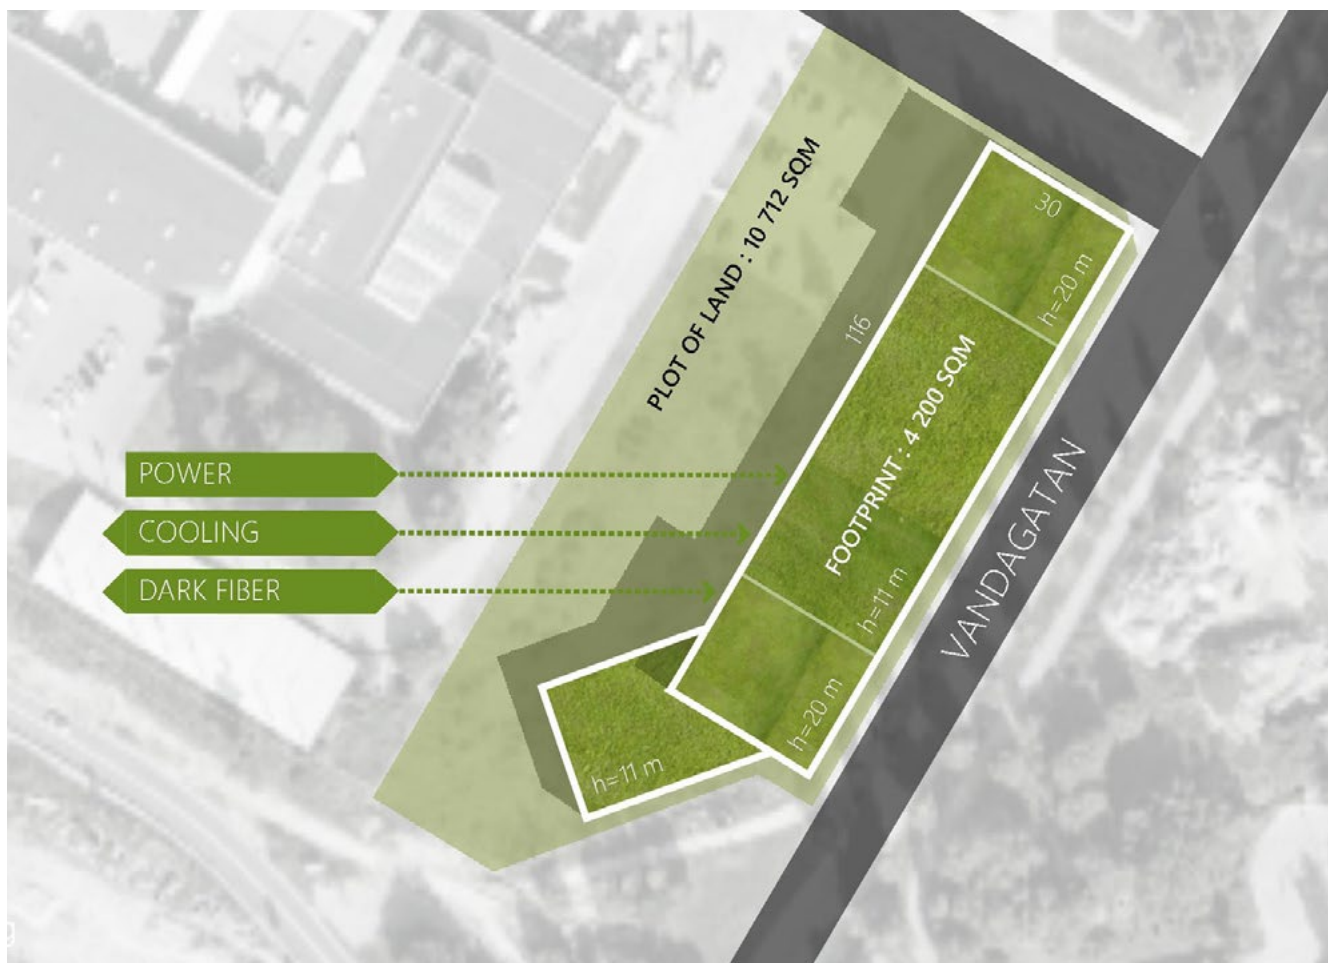 30
h=20 m
PLOT OF LAND : 10 712 SQM
116
FOOTPRINT : 4 200 SQM
POWER
COOLING
DARK FIBER
h=11 m
VANDAGATAN
h=20 m
h=11 m
g